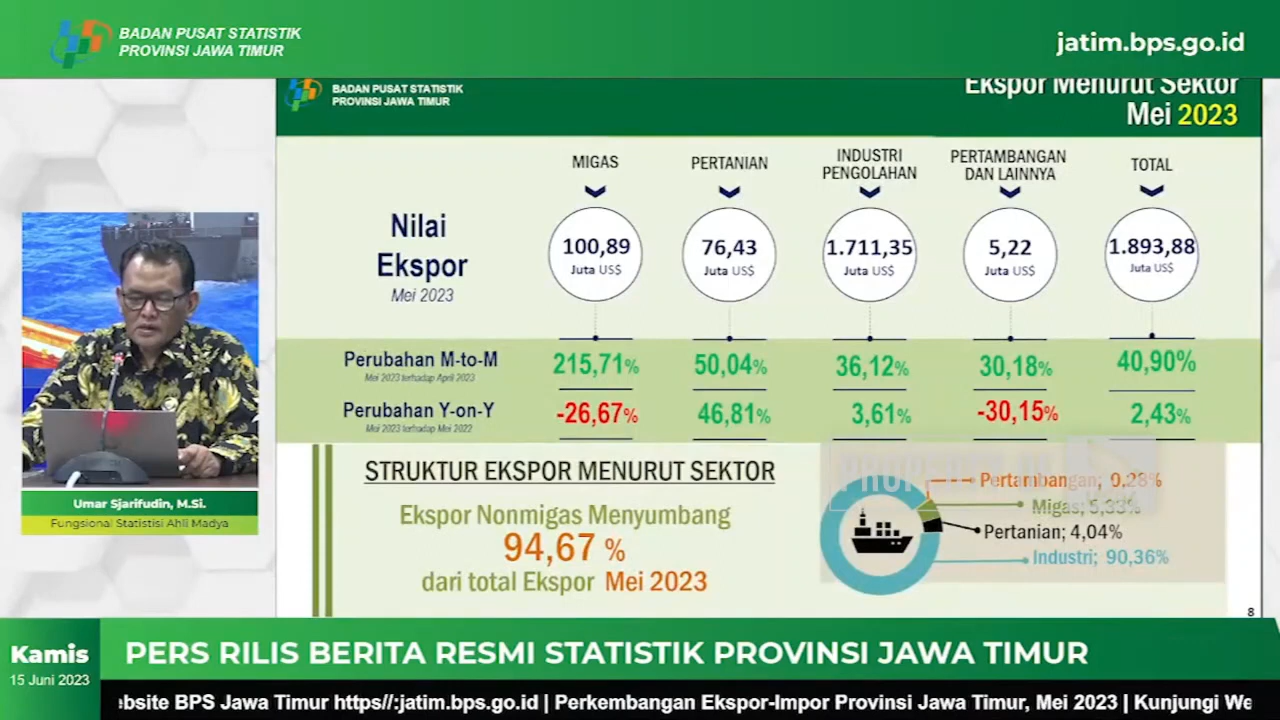 BADAN PUSAT STATISTIK
PROVINSI JAWA TIMUR
jatim.bps.go.id
BADAN PUSAT STATISTIK
PROVINSI JAWA TIMUR
Ekspor Menurut Sektor
Mei 2023
MIGAS
PERTANIAN
INDUSTRI
PENGOLAHAN
PERTAMBANGAN
DAN LAINNYA
TOTAL
Nilai
Ekspor
Mei 2023
100,89
Juta US$
76,43
Juta US$
1.711,35
Juta US$
5,22
Juta US$
1.893,88
Juta US$
Perubahan M-to-M
Mei 2023 terhadap April 2023
215,71%
50,04%
36,12%
30,18%
40,90%
Perubahan Y-on-Y
Mei 2023 terhadap Mei 2022
-26,67%
46,81%
3,61%
-30,15%
2,43%
STRUKTUR EKSPOR MENURUT SEKTOR
Ekspor Nonmigas Menyumbang
94,67 %
dari total Ekspor Mei 2023
Pertambangan; 0,28%
Migas; 5,33%
Pertanian; 4,04%
Industri; 90,36%
8
Umar Sjarifudin, M.Si.
Fungsional Statistisi Ahli Madya
Kamis
15 Juni 2023
PERS RILIS BERITA RESMI STATISTIK PROVINSI JAWA TIMUR
ebsite BPS Jawa Timur https//:jatim.bps.go.id | Perkembangan Ekspor-Impor Provinsi Jawa Timur, Mei 2023 | Kunjungi We